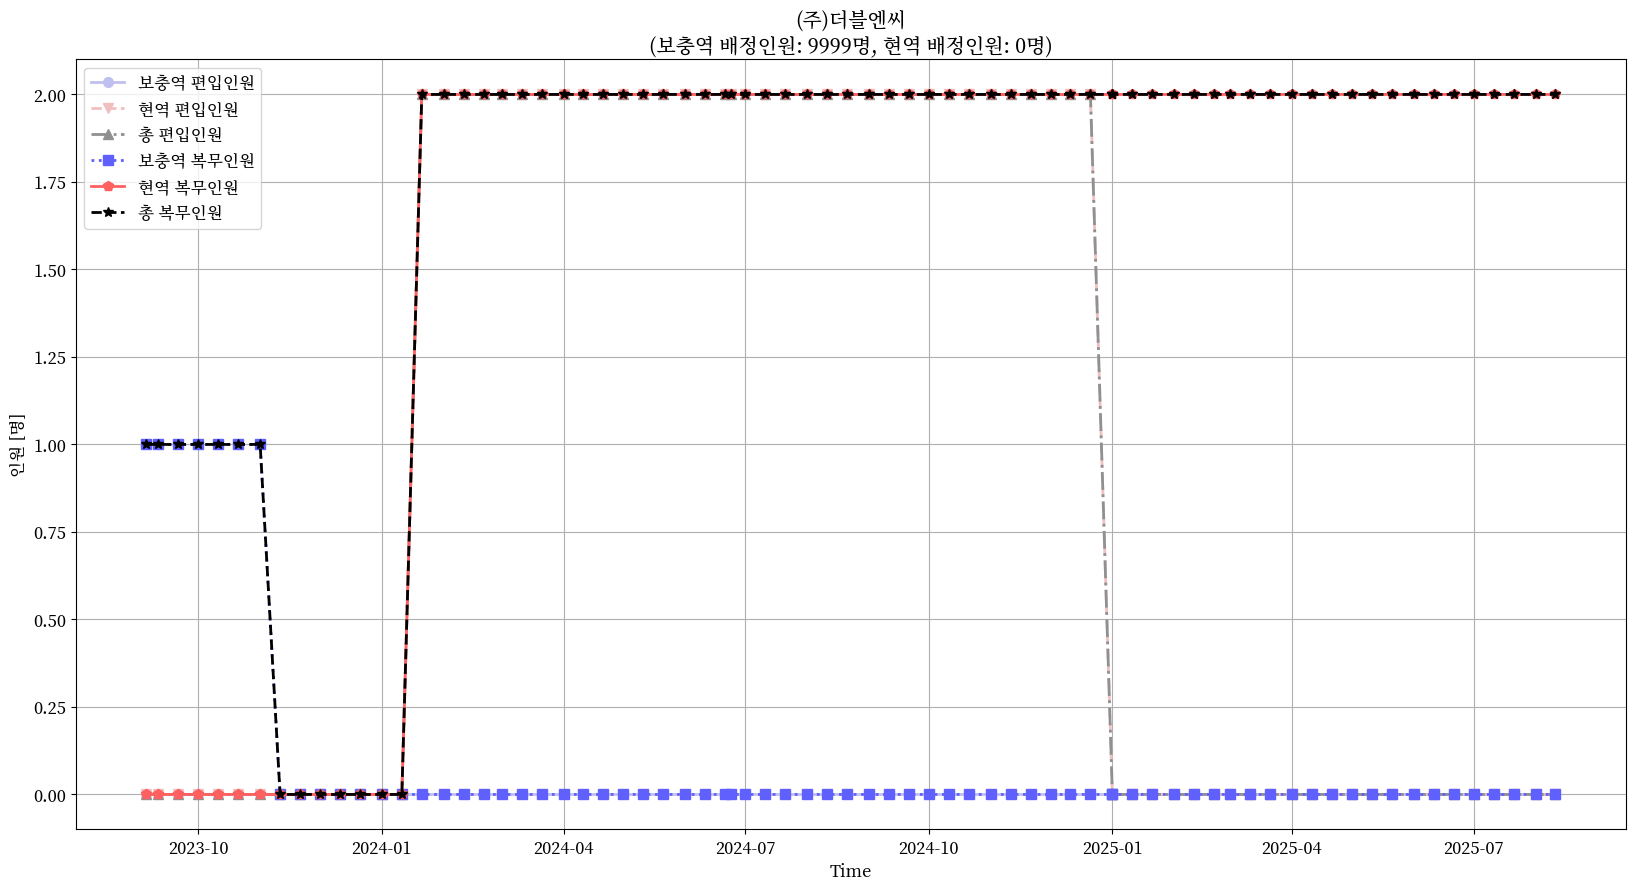 (주)더블엔씨
(보충역 배정인원: 9999명, 현역 배정인원: 0명)
보충역 편입인원
현역 편입인원
총 편입인원
보충역 복무인원
현역 복무인원
총 복무인원
2.00
1.75
1.50
1.25
1.00
0.75
0.50
0.25
0.00
인원 [명]
2023-10
2024-01
2024-04
2024-07
2024-10
2025-01
2025-04
2025-07
Time